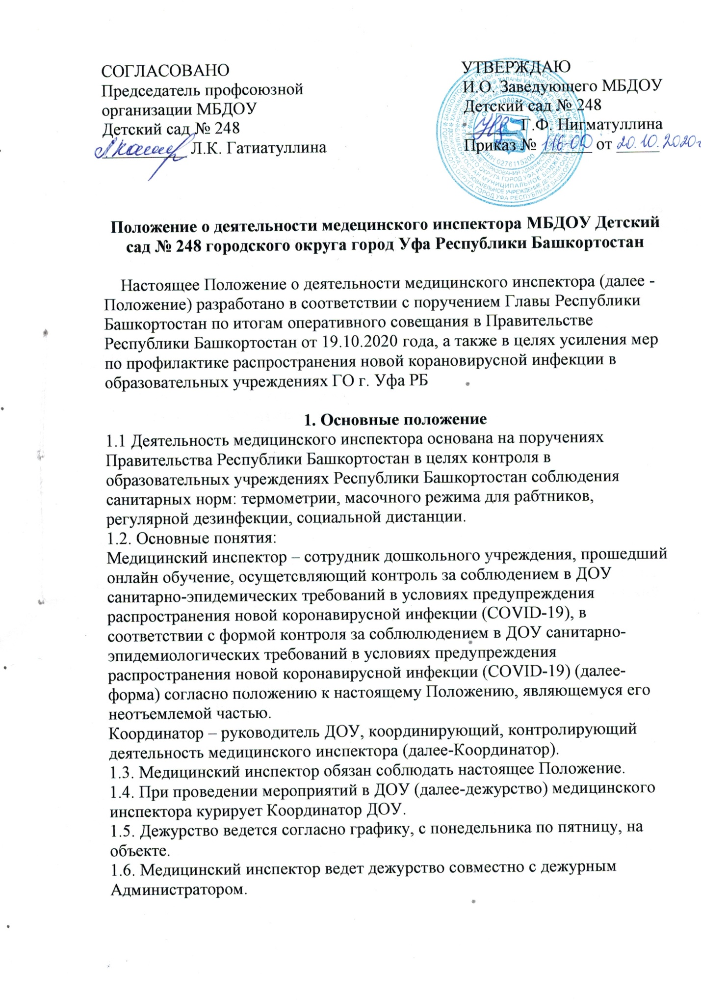 СОГЛАСОВАНО
Председатель профсоюзной
организации МБДОУ
Детский сад № 248
Л.К. Гатиатуллина
УТВЕРЖДАЮ
И.О. Заведующего МБДОУ
Детский сад № 248
Г.Ф. Нигматуллина
Приказ № 116-ОД от 20.10.2020г
ИНН 0276115200
Положение о деятельности медецинского инспектора МБДОУ Детский
сад № 248 городского округа город Уфа Республики Башкортостан
Настоящее Положение о деятельности медицинского инспектора (далее -
Положение) разработано в соответствии с поручением Главы Республики
Башкортостан по итогам оперативного совещания в Правительстве
Республики Башкортостан от 19.10.2020 года, а также в целях усиления мер
по профилактике распространения новой корановирусной инфекции в
образовательных учреждениях ГО г. Уфа РБ
1. Основные положение
1.1 Деятельность медицинского инспектора основана на поручениях
Правительства Республики Башкортостан в целях контроля в
образовательных учреждениях Республики Башкортостан соблюдения
санитарных норм: термометрии, масочного режима для рабтников,
регулярной дезинфекции, социальной дистанции.
1.2. Основные понятия:
Медицинский инспектор – сотрудник дошкольного учреждения, прошедший
онлайн обучение, осущетсвляющий контроль за соблюдением в ДОУ
санитарно-эпидемических требований в условиях предупреждения
распространения новой коронавирусной инфекции (COVID-19), в
соответствии с формой контроля за соблюлюдением в ДОУ санитарно-
эпидемиологических требований в условиях предупреждения
распространения новой коронавирусной инфекции (COVID-19) (далее-
форма) согласно положению к настоящему Положению, являющемуся его
неотъемлемой частью.
Координатор – руководитель ДОУ, координирующий, контролирующий
деятельность медицинского инспектора (далее-Координатор).
1.3. Медицинский инспектор обязан соблюдать настоящее Положение.
1.4. При проведении мероприятий в ДОУ (далее-дежурство) медицинского
инспектора курирует Координатор ДОУ.
1.5. Дежурство ведется согласно графику, с понедельника по пятницу, на
объекте.
1.6. Медицинский инспектор ведет дежурство совместно с дежурным
Администратором.